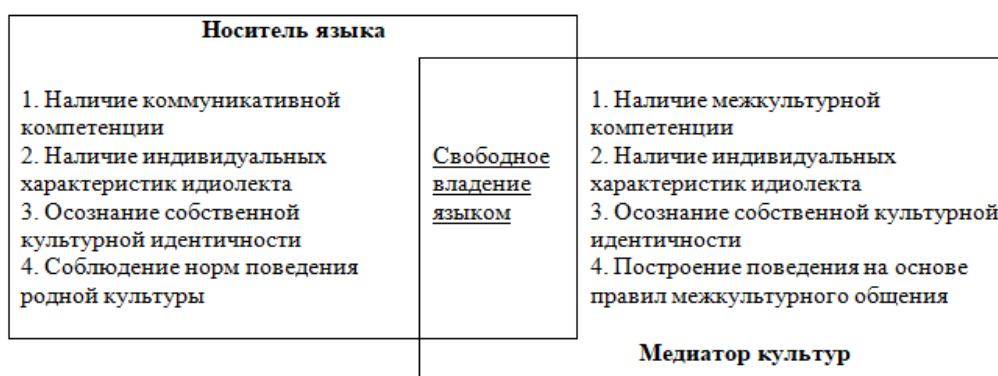 Носитель языка
1. Наличие коммуникативной
компетенции
2. Наличие индивидуальных
характеристик идиолекта
3. Осознание собственной
культурной идентичности
4. Соблюдение норм поведения
родной культуры
Свободное
владение
языком
1. Наличие межкультурной
компетенции
2. Наличие индивидуальных
характеристик идиолекта
3. Осознание собственной культурной
идентичности
4. Построение поведения на основе
правил межкультурного общения
Медиатор культур